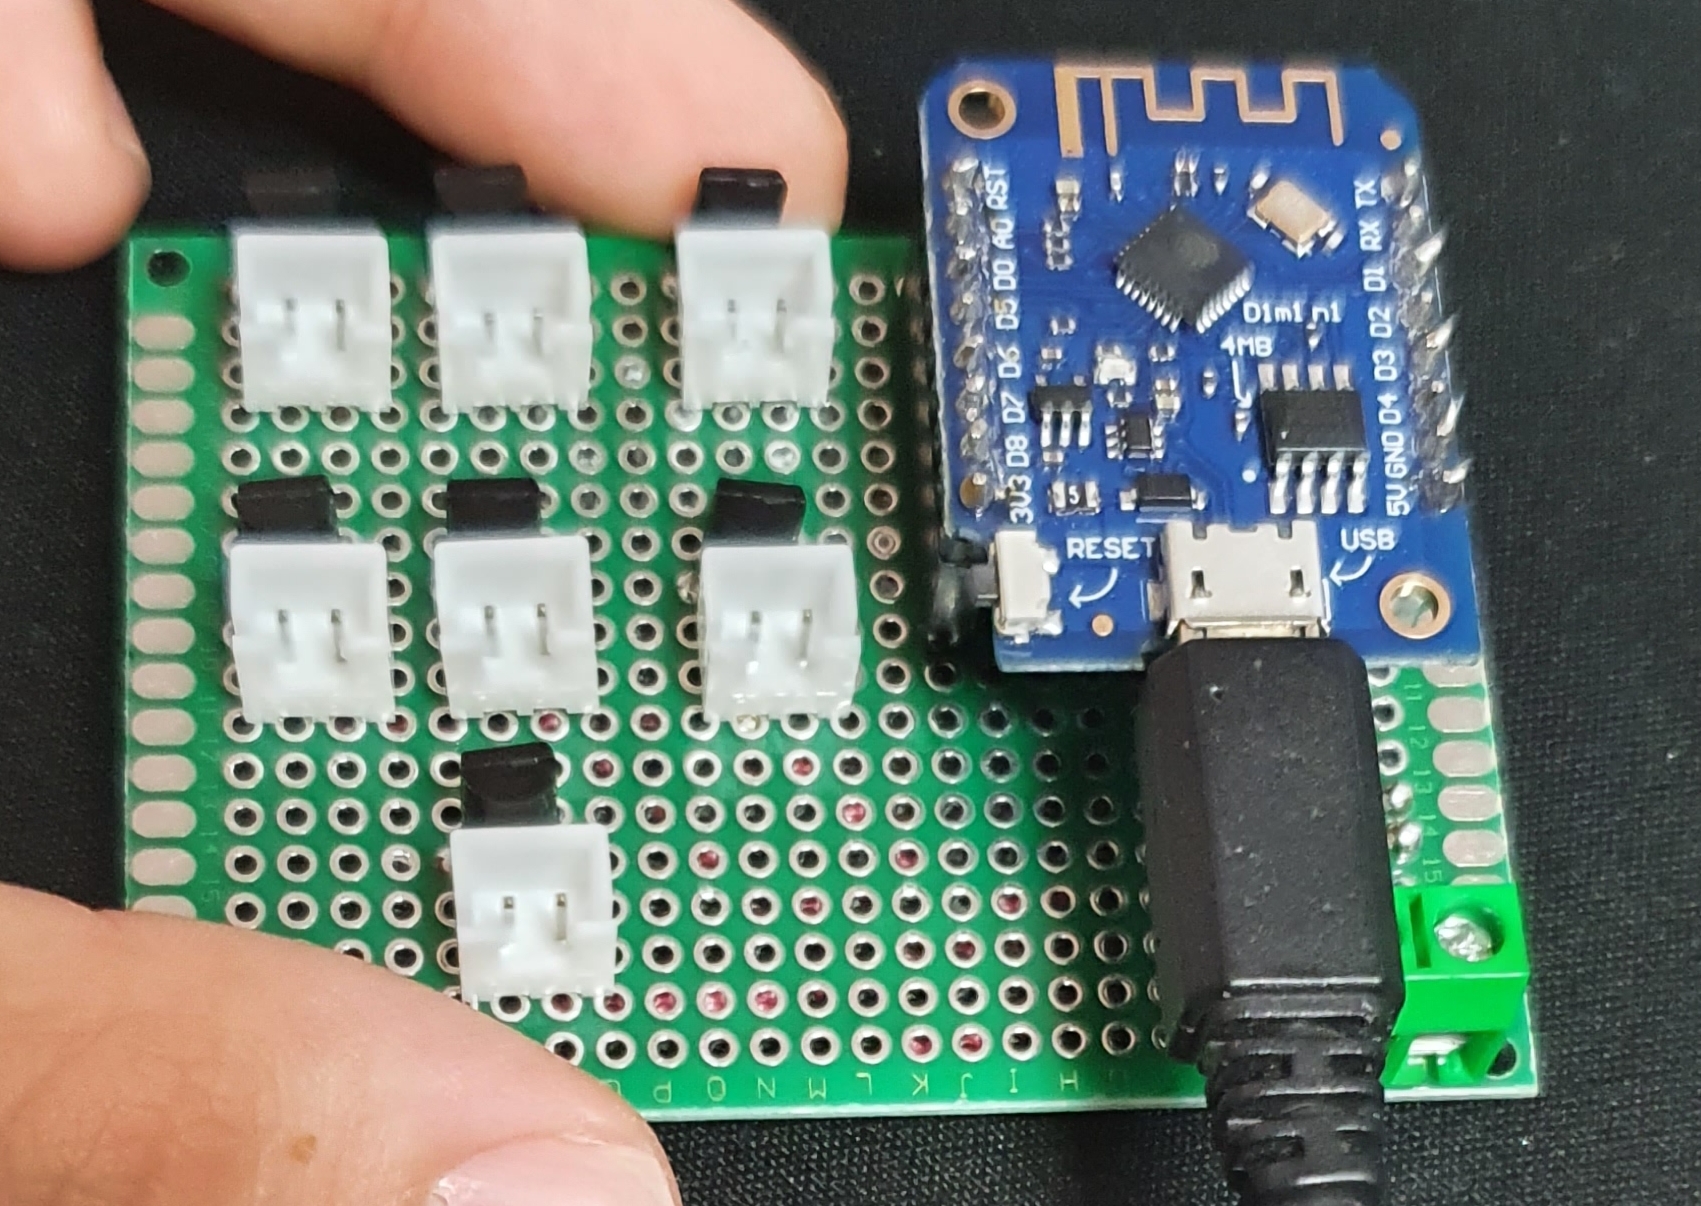 RST
A0
D0
D5
D6
D7
D8
3V3
TX
RX
D1
D2
D3
D4
GND
5V
D1mini
4MB
RESET
USB
11
12
13
14
15
P O N M L K J I H